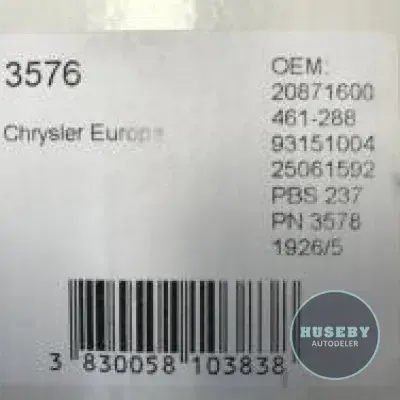 3576
Chrysler Europe
OEM:
20871600
461-288
93151004
25061592
PBS 237
PN 3578
1926/5
3 830058 103838
HUSEBY
AUTODELER